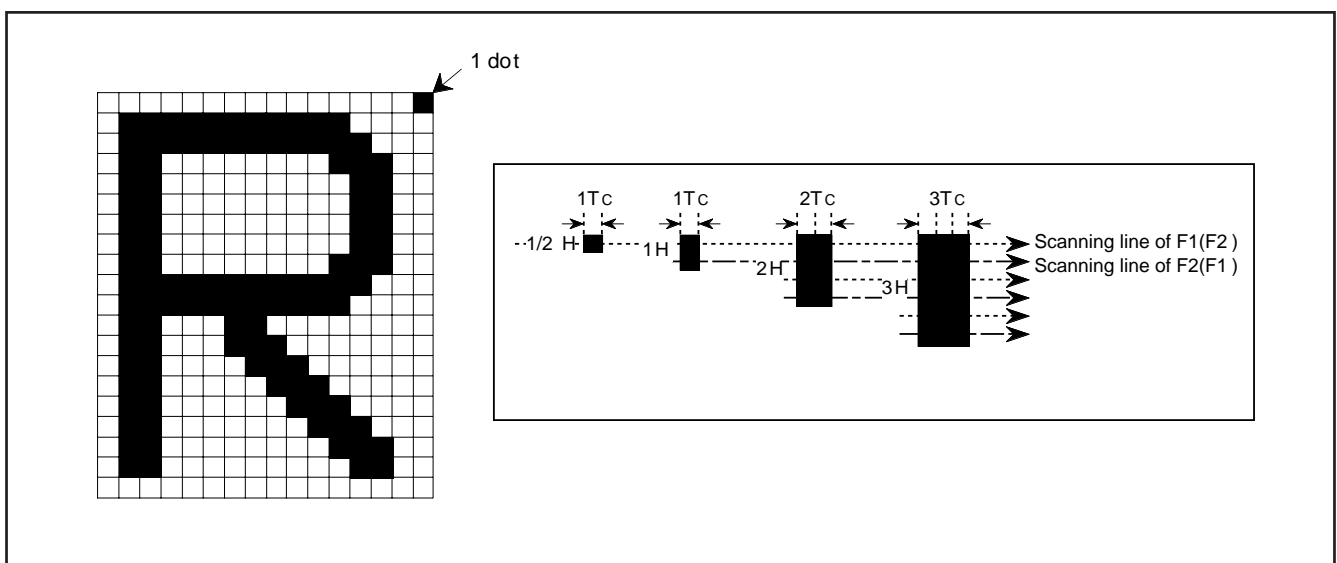 1 dot
1TC 1TC 2TC 3TC
1/2 H
1H
2H
3H
Scanning line of F1(F2 )
Scanning line of F2(F1 )
R